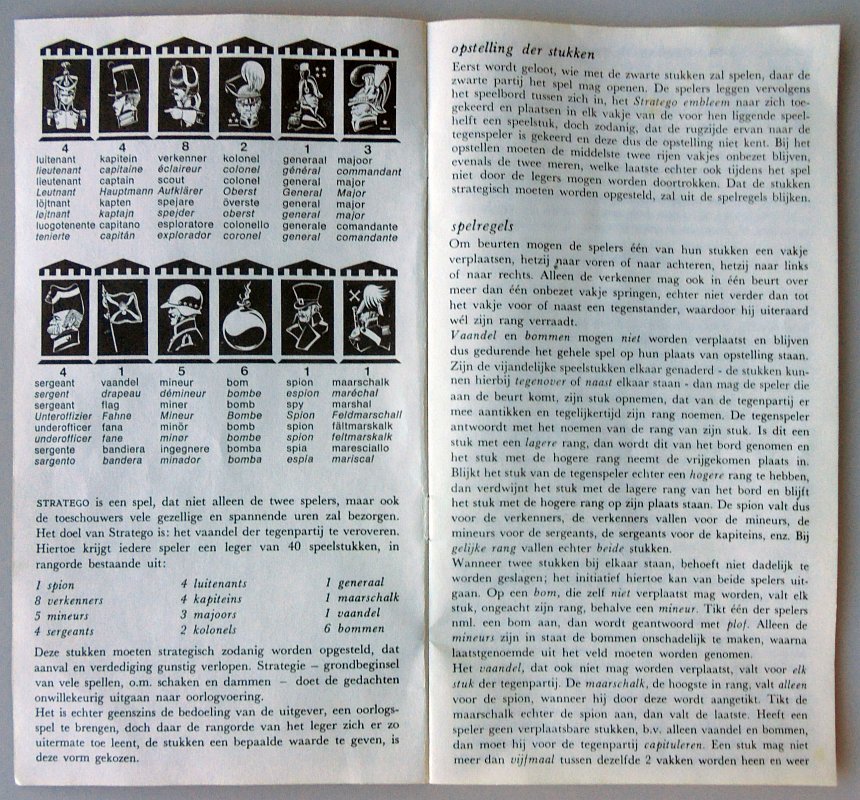 4 4 8 2 1 3
luitenant kapitein verkenner kolonel generaal majoor
lieutenant capitaine éclaireur colonel général commandant
lieutenant captain scout colonel general major
Leutnant Hauptmann Aufklärer Oberst General Major
löjtnant kapten spejare överste general major
løjtnant kaptajn spejder oberst general major
luogotenente capitano esploratore colonello generale comandante
tenierte capitán explorador coronel general comandante
4 1 5 6 1 1
sergeant vaandel mineur bom spion maarschalk
sergent drapeau démineur bombe espion maréchal
sergeant flag miner bomb spy marshal
Unteroffizier Fahne Mineur Bombe Spion Feldmarschall
underofficer fana minör bomb spion fältmarskalk
underofficer fane minør bombe spion feltmarskalk
sergente bandiera ingegnere bomba spia maresciallo
sargento bandera minador bomba espia mariscal
STRATEGO is een spel, dat niet alleen de twee spelers, maar ook
de toeschouwers vele gezellige en spannende uren zal bezorgen.
Het doel van Stratego is: het vaandel der tegenpartij te veroveren.
Hiertoe krijgt iedere speler een leger van 40 speelstukken, in
rangorde bestaande uit:
1 spion 4 luitenants 1 generaal
8 verkenners 4 kapiteins 1 maarschalk
5 mineurs 3 majoors 1 vaandel
4 sergeants 2 kolonels 6 bommen
Deze stukken moeten strategisch zodanig worden opgesteld, dat
aanval en verdediging gunstig verlopen. Strategie – grondbeginsel
van vele spellen, o.m. schaken en dammen – doet de gedachten
onwillekeurig uitgaan naar oorlogvoering.
Het is echter geenszins de bedoeling van de uitgever, een oorlogs-
spel te brengen, doch daar de rangorde van het leger zich er zo
uitermate toe leent, de stukken een bepaalde waarde te geven, is
deze vorm gekozen.
opstelling der stukken
Eerst wordt geloot, wie met de zwarte stukken zal spelen, daar de
zwarte partij het spel mag openen. De spelers leggen vervolgens
het speelbord tussen zich in, het Stratego embleem naar zich toe-
gekeerd en plaatsen in elk vakje van de voor hen liggende speel-
helft een speelstuk, doch zodanig, dat de rugzijde ervan naar de
tegenspeler is gekeerd en deze dus de opstelling niet kent. Bij het
opstellen moeten de middelste twee rijen vakjes onbezet blijven,
evenals de twee meren, welke laatste echter ook tijdens het spel
niet door de legers mogen worden doortrokken. Dat de stukken
strategisch moeten worden opgesteld, zal uit de spelregels blijken.
spelregels
Om beurten mogen de spelers één van hun stukken een vakje
verplaatsen, hetzij naar voren of naar achteren, hetzij naar links
of naar rechts. Alleen de verkenner mag ook in één beurt over
meer dan één onbezet vakje springen, echter niet verder dan tot
het vakje voor of naast een tegenstander, waardoor hij uiteraard
wél zijn rang verraadt.
Vaandel en bommen mogen niet worden verplaatst en blijven
dus gedurende het gehele spel op hun plaats van opstelling staan.
Zijn de vijandelijke speelstukken elkaar genaderd - de stukken kun-
nen hierbij tegenover of naast elkaar staan - dan mag de speler die
aan de beurt komt, zijn stuk opnemen, dat van de tegenpartij er
mee aantikken en tegelijkertijd zijn rang noemen. De tegenspeler
antwoordt met het noemen van de rang van zijn stuk. Is dit een
stuk met een lagere rang, dan wordt dit van het bord genomen en
het stuk met de hogere rang neemt de vrijgekomen plaats in.
Blijkt het stuk van de tegenspeler echter een hogere rang te hebben,
dan verdwijnt het stuk met de lagere rang van het bord en blijft
het stuk met de hogere rang op zijn plaats staan. De spion valt dus
voor de verkenners, de verkenners vallen voor de mineurs, de
mineurs voor de sergeants, de sergeants voor de kapiteins, enz. Bij
gelijke rang vallen echter beide stukken.
Wanneer twee stukken bij elkaar staan, behoeft niet dadelijk te
worden geslagen; het initiatief hiertoe kan van beide spelers uit-
gaan. Op een bom, die zelf niet verplaatst mag worden, valt elk
stuk, ongeacht zijn rang, behalve een mineur. Tikt één der spelers
nml. een bom aan, dan wordt geantwoord met plof. Alleen de
mineurs zijn in staat de bommen onschadelijk te maken, waarna
laatstgenoemde uit het veld moeten worden genomen.
Het vaandel, dat ook niet mag worden verplaatst, valt voor elk
stuk der tegenpartij. De maarschalk, de hoogste in rang, valt alleen
voor de spion, wanneer hij door deze wordt aangetikt. Tikt de
maarschalk echter de spion aan, dan valt de laatste. Heeft een
speler geen verplaatsbare stukken, b.v. alleen vaandel en bommen,
dan moet hij voor de tegenpartij capituleren. Een stuk mag niet
meer dan vijfmaal tussen dezelfde 2 vakken worden heen en weer